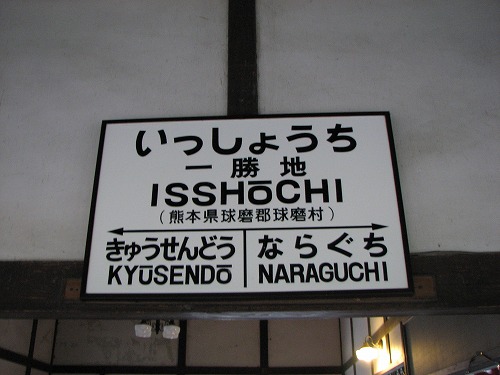 いっしょうち
一勝地
ISSHōCHI
(熊本県球磨郡球磨村)
きゅうせんどう ならぐち
KYūSENDō NARAGUCHI